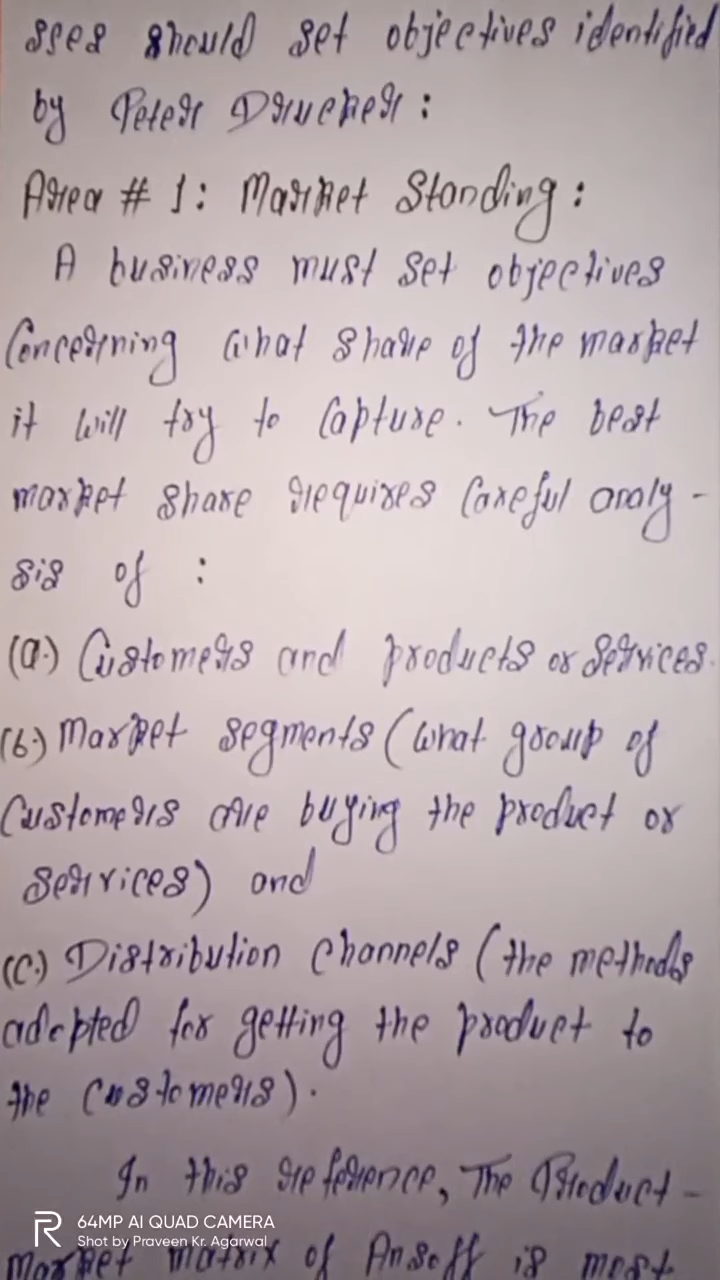 sses should set objectives identified
by Peter Drucker :
Area # 1 : Market Standing :
A business must set objectives
Concerning what share of the market
it will try to Capture. The best
market share requires Careful analy -
sis of :
(a.) Customers and products or Services.
(b.) Market segments (what group of
Customers are buying the product or
services) and
(C.) Distribution Channels (the methods
adopted for getting the product to
the Customers).
In this reference, The Product -
Market matrix of Ansoff is most
64MP AI QUAD CAMERA
Shot by Praveen Kr. Agarwal